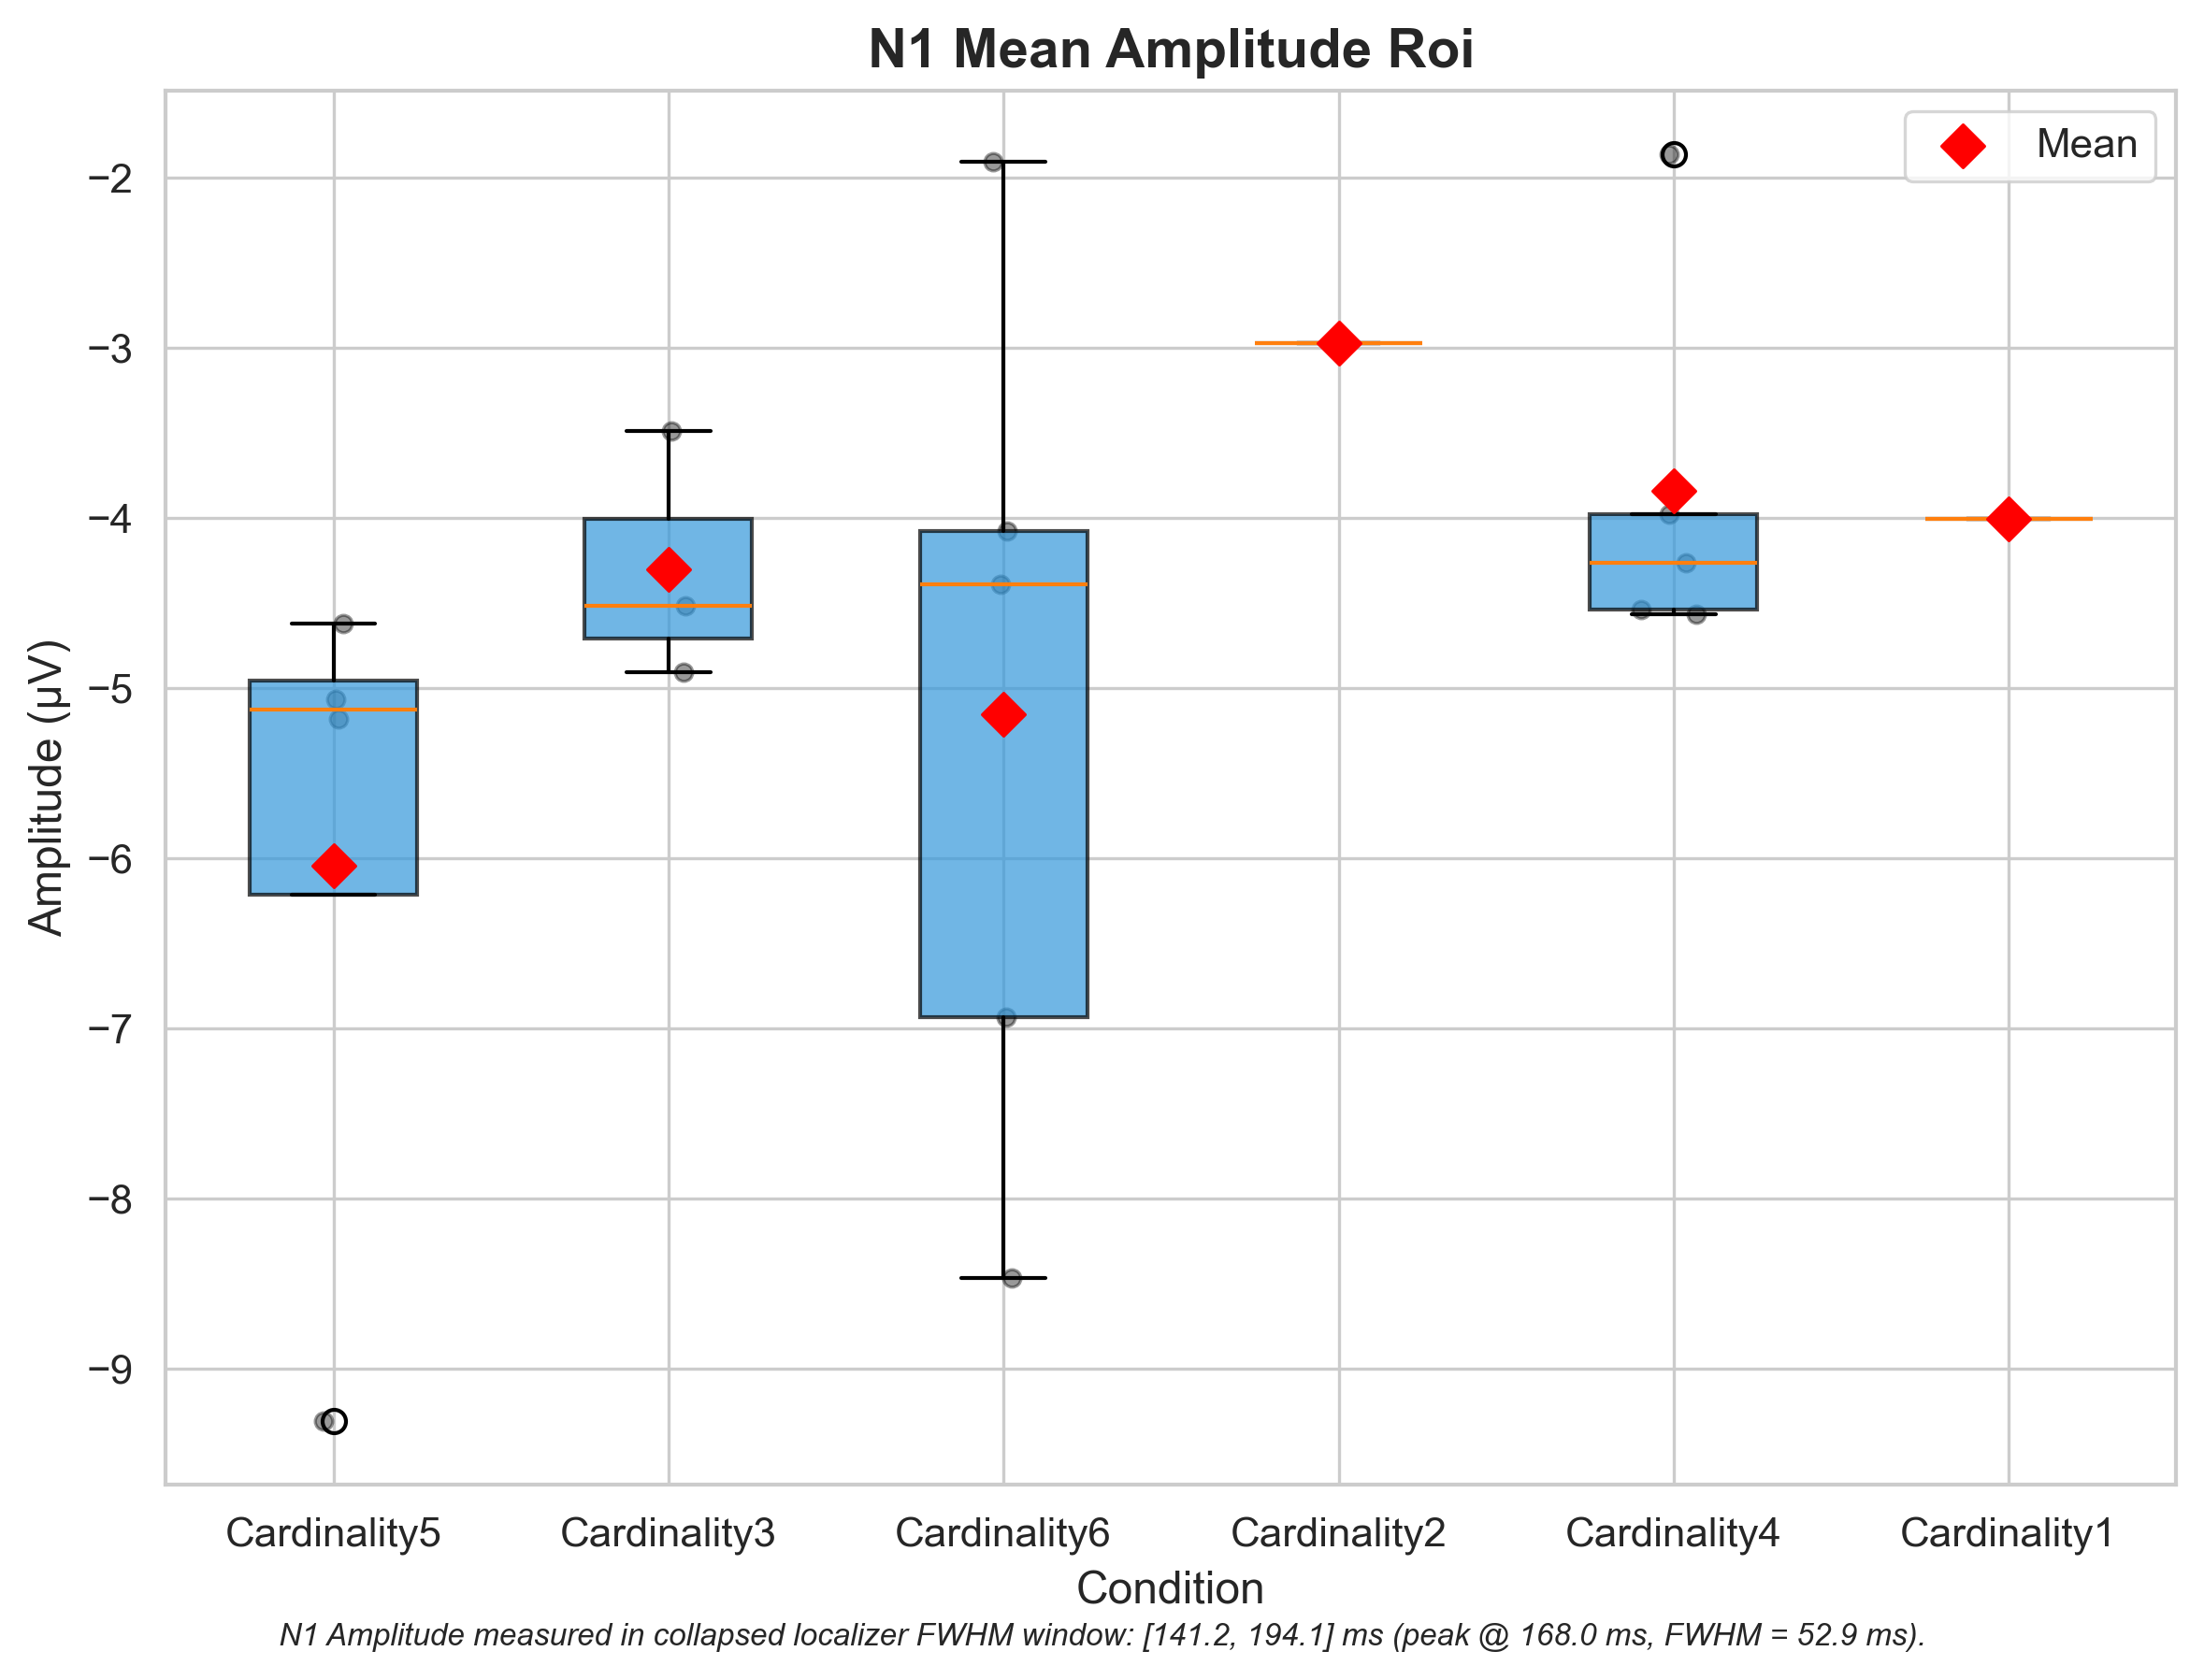 N1 Mean Amplitude Roi
Mean
−2
−3
−4
−5
−6
−7
−8
−9
Amplitude (µV)
Cardinality5 Cardinality3 Cardinality6 Cardinality2 Cardinality4 Cardinality1
Condition
N1 Amplitude measured in collapsed localizer FWHM window: [141.2, 194.1] ms (peak @ 168.0 ms, FWHM = 52.9 ms).